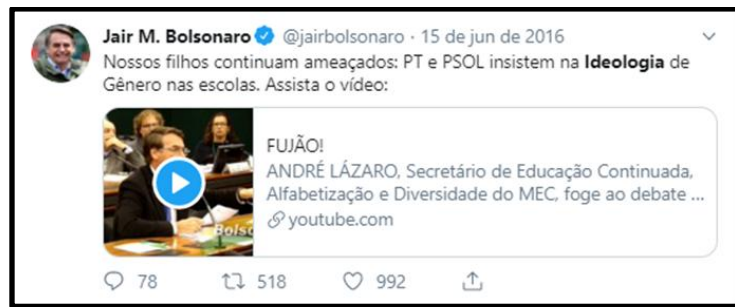 Jair M. Bolsonaro @jairbolsonaro · 15 de jun de 2016
Nossos filhos continuam ameaçados: PT e PSOL insistem na Ideologia de
Gênero nas escolas. Assista o vídeo:
FUJÃO!
ANDRÉ LÁZARO, Secretário de Educação Continuada,
Alfabetização e Diversidade do MEC, foge ao debate ...
youtube.com
Bolso
78 518 992